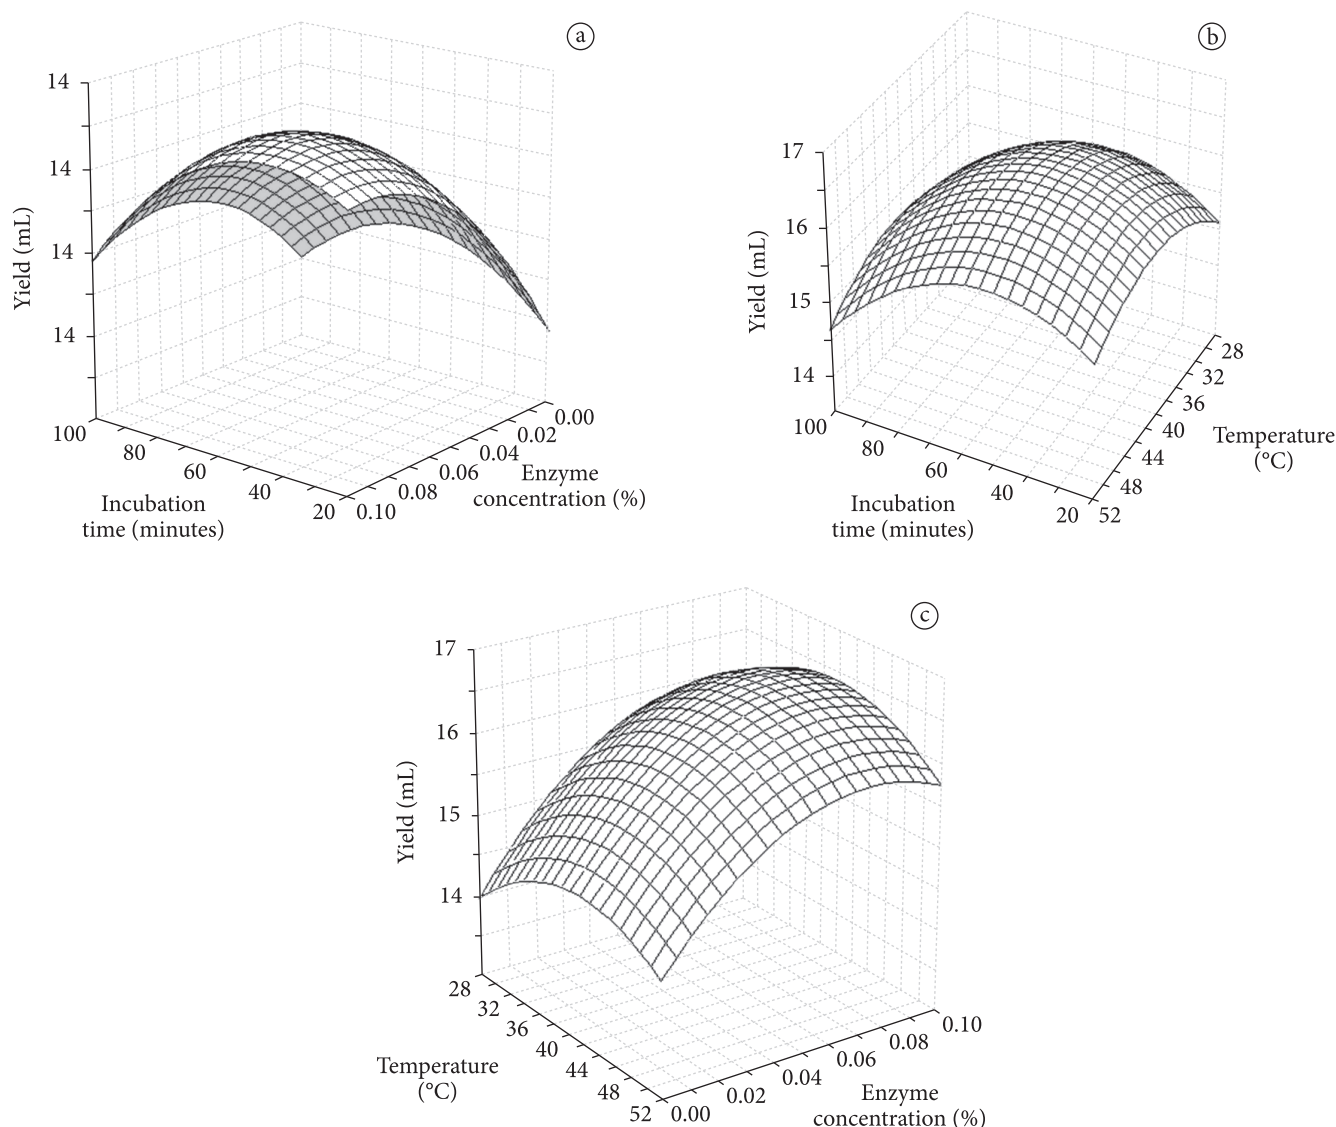 a
14
14
14
14
Yield (mL)
100
80
60
40
20
Incubation
time (minutes)
0.10
0.08
0.06
0.04
0.02
0.00
Enzyme
concentration (%)
b
17
16
15
14
Yield (mL)
100
80
60
40
20
Incubation
time (minutes)
52
48
44
40
36
32
28
Temperature
(°C)
c
17
16
15
14
Yield (mL)
28
32
36
40
44
48
52
Temperature
(°C)
0.00
0.02
0.04
0.06
0.08
0.10
Enzyme
concentration (%)